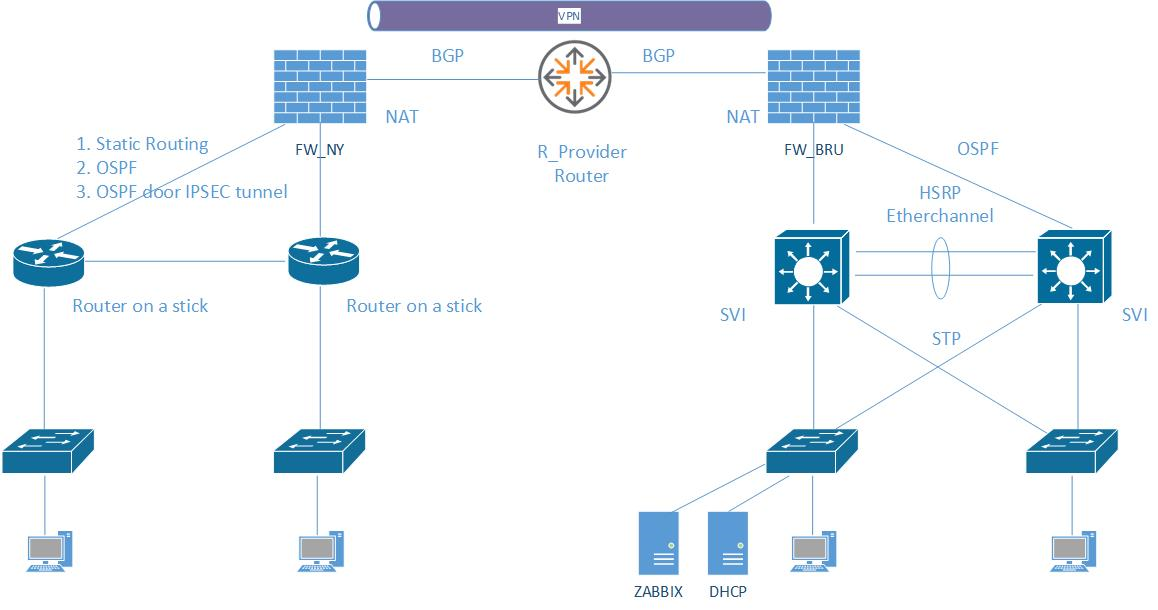 VPN
BGP
BGP
NAT
NAT
1. Static Routing
2. OSPF
3. OSPF door IPSEC tunnel
FW_NY
R_Provider
Router
FW_BRU
OSPF
HSRP
Etherchannel
Router on a stick
Router on a stick
SVI
SVI
STP
ZABBIX
DHCP